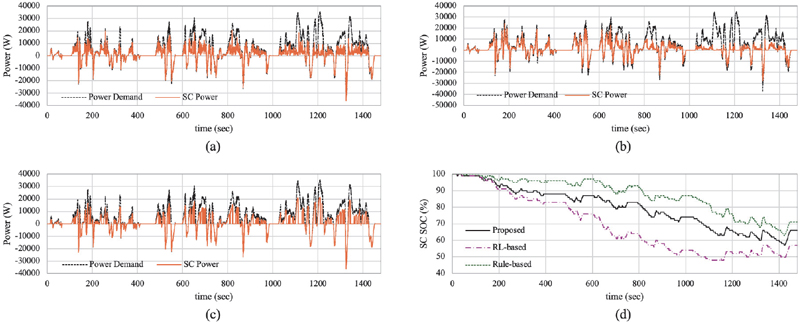 40000
30000
20000
10000
0
-10000
-20000
-30000
-40000
Power (W)
Power Demand
SC Power
0 200 400 600 800 1000 1200 1400
time (sec)
(a)
40000
30000
20000
10000
0
-10000
-20000
-30000
-40000
-50000
Power (W)
Power Demand
SC Power
0 200 400 600 800 1000 1200 1400
time (sec)
(b)
40000
30000
20000
10000
0
-10000
-20000
-30000
-40000
Power (W)
Power Demand
SC Power
0 200 400 600 800 1000 1200 1400
time (sec)
(c)
100
90
80
70
60
50
40
SC SOC (%)
Proposed
RL-based
Rule-based
0 200 400 600 800 1000 1200 1400
time (sec)
(d)